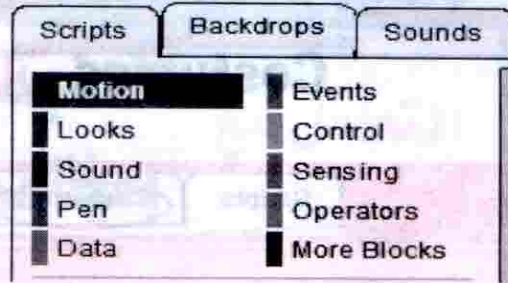 Scripts Backdrops Sounds
Motion Events
Looks Control
Sound Sensing
Pen Operators
Data More Blocks